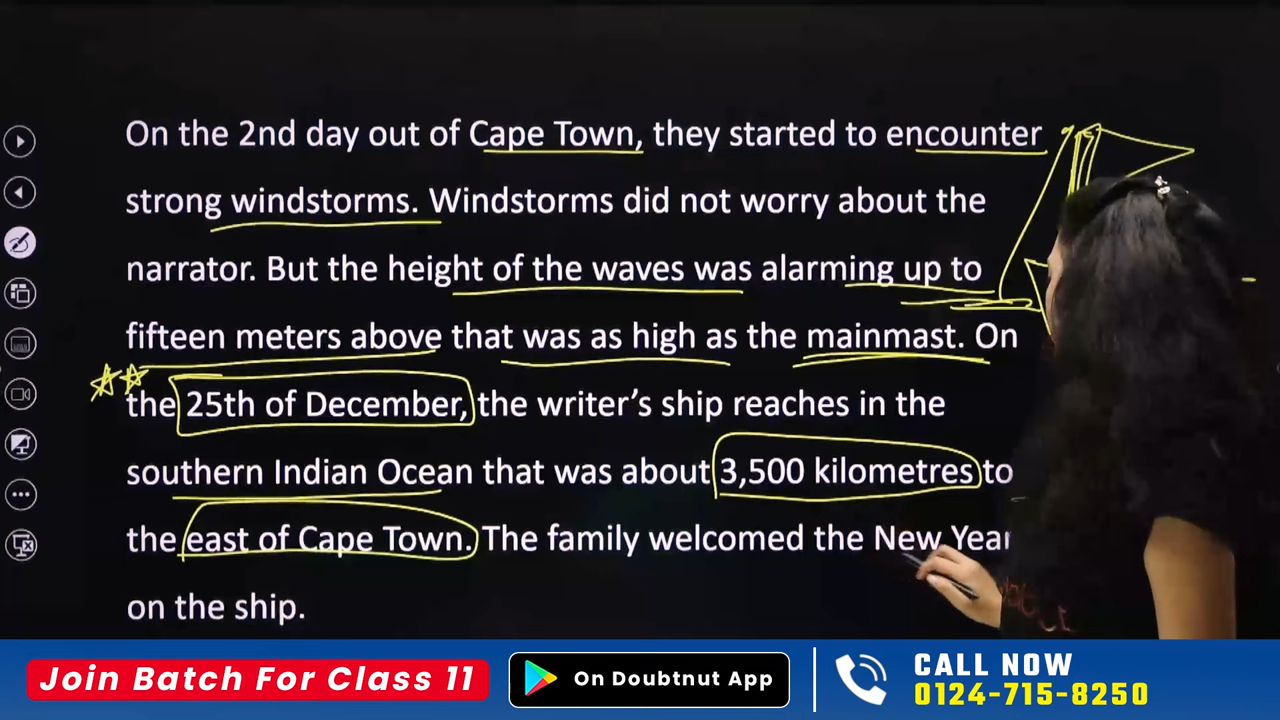 On the 2nd day out of Cape Town, they started to encounter
strong windstorms. Windstorms did not worry about the
narrator. But the height of the waves was alarming up to
fifteen meters above that was as high as the mainmast. On
the 25th of December, the writer’s ship reaches in the
southern Indian Ocean that was about 3,500 kilometres to
the east of Cape Town. The family welcomed the New Year
on the ship.
Join Batch For Class 11
On Doubtnut App
CALL NOW
0124-715-8250